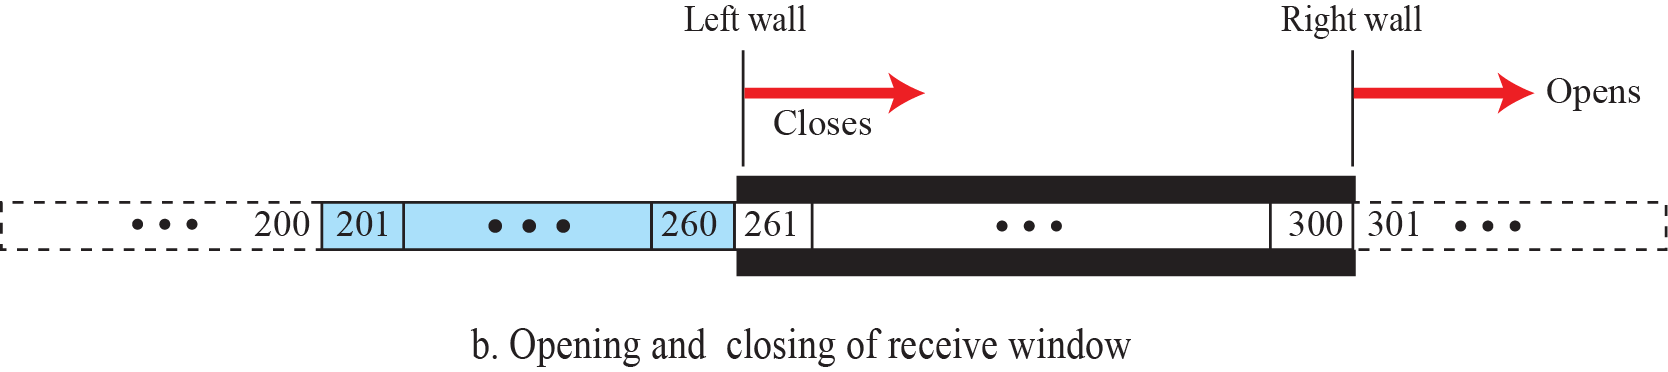 Left wall Right wall
Closes Opens
• • • 200 201 • • • 260 261 • • • 300 301 • • •
b. Opening and closing of receive window